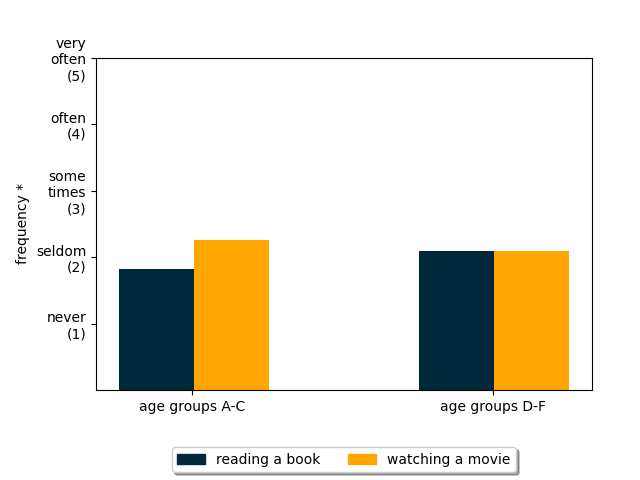 very
often
(5)
often
(4)
some
times
(3)
seldom
(2)
never
(1)
frequency *
age groups A-C
age groups D-F
reading a book
watching a movie